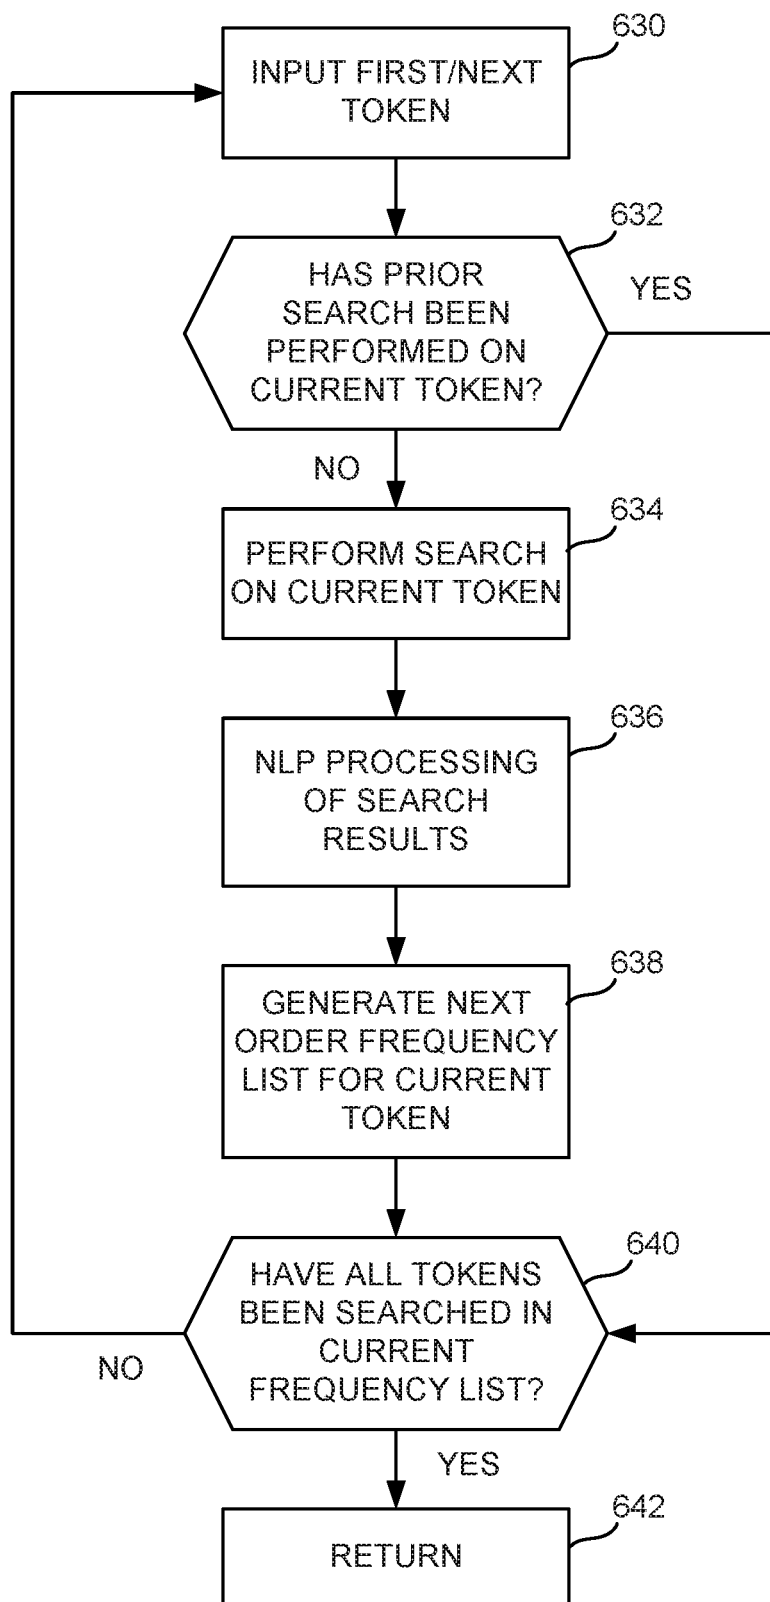 630
INPUT FIRST/NEXT
TOKEN
632
HAS PRIOR
SEARCH BEEN
PERFORMED ON
CURRENT TOKEN?
YES
NO
634
PERFORM SEARCH
ON CURRENT TOKEN
636
NLP PROCESSING
OF SEARCH
RESULTS
638
GENERATE NEXT
ORDER FREQUENCY
LIST FOR CURRENT
TOKEN
640
HAVE ALL TOKENS
BEEN SEARCHED IN
CURRENT
FREQUENCY LIST?
NO
YES
642
RETURN